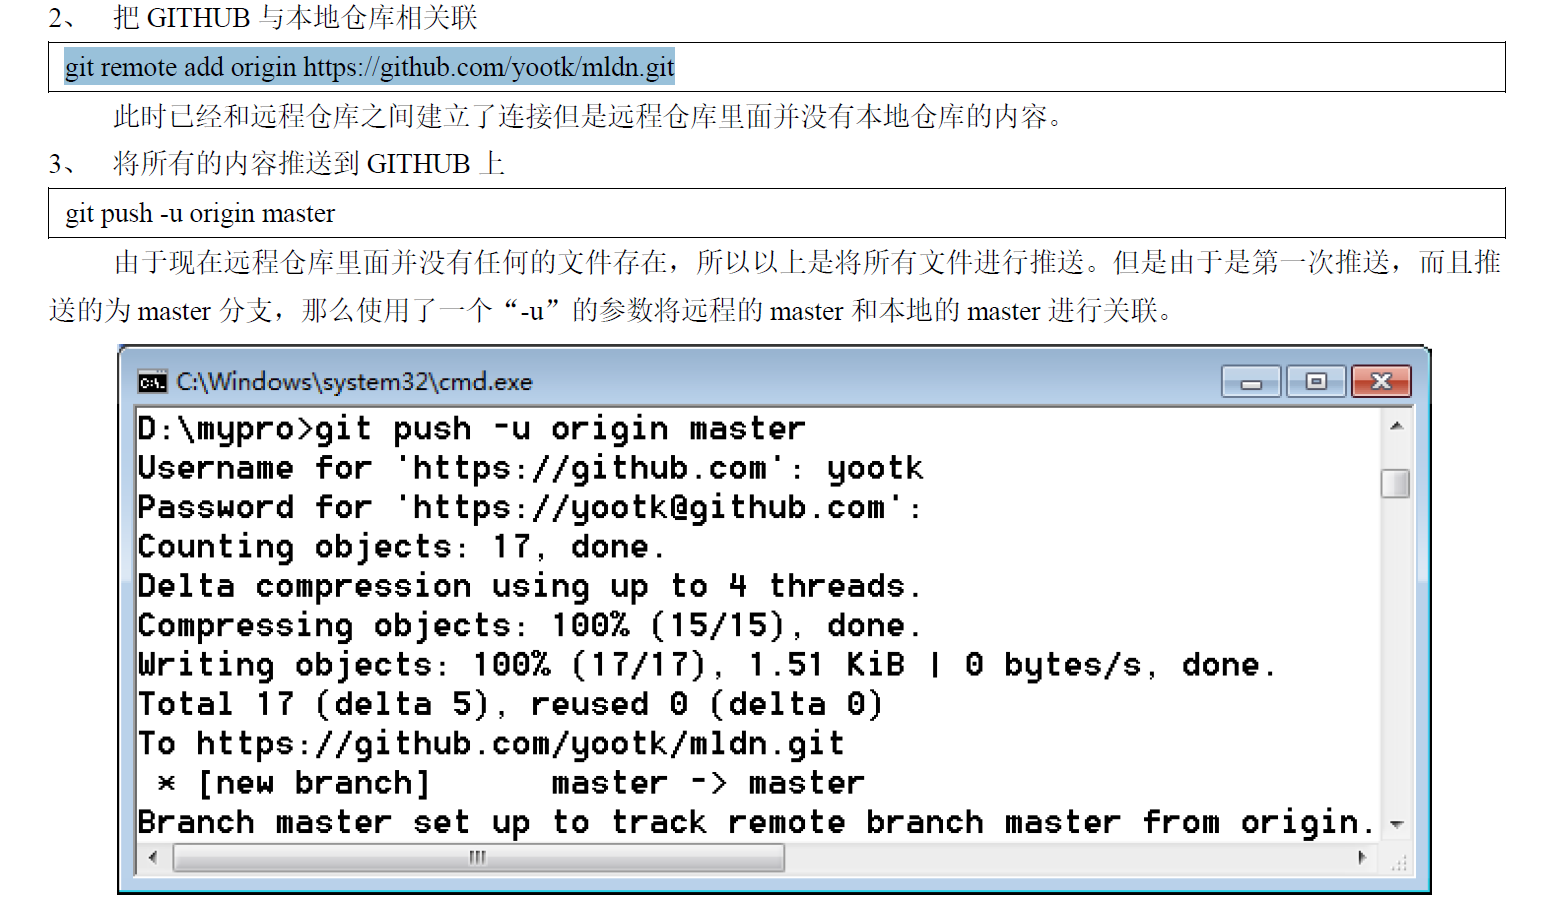 2、 把 GITHUB 与本地仓库相关联
git remote add origin https://github.com/yootk/mldn.git
此时已经和远程仓库之间建立了连接但是远程仓库里面并没有本地仓库的内容。
3、 将所有的内容推送到 GITHUB 上
git push -u origin master
由于现在远程仓库里面并没有任何的文件存在，所以以上是将所有文件进行推送。但是由于是第一次推送，而且推
送的为 master 分支，那么使用了一个“-u”的参数将远程的 master 和本地的 master 进行关联。
C:\Windows\system32\cmd.exe
D:\mypro>git push -u origin master
Username for 'https://github.com': yootk
Password for 'https://yootk@github.com':
Counting objects: 17, done.
Delta compression using up to 4 threads.
Compressing objects: 100% (15/15), done.
Writing objects: 100% (17/17), 1.51 KiB | 0 bytes/s, done.
Total 17 (delta 5), reused 0 (delta 0)
To https://github.com/yootk/mldn.git
 * [new branch]      master -> master
Branch master set up to track remote branch master from origin.